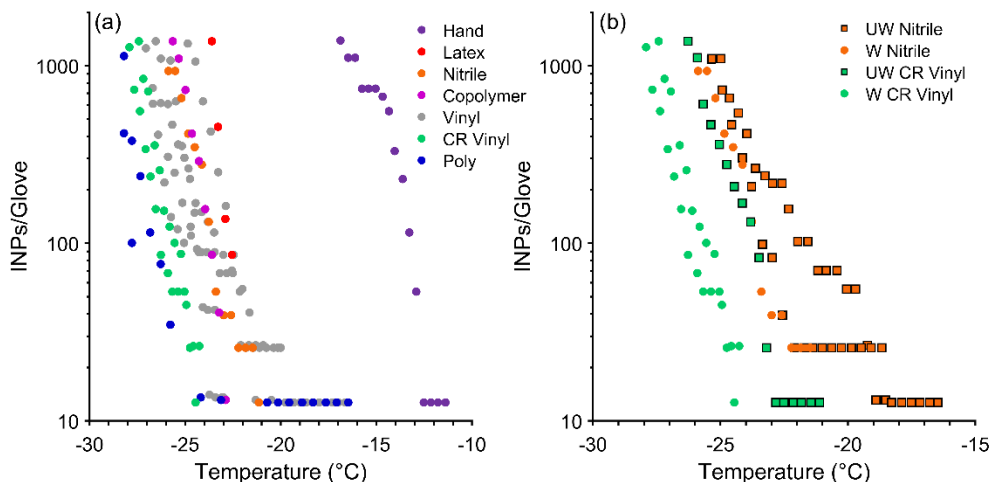 (a)
Hand
Latex
Nitrile
Copolymer
Vinyl
CR Vinyl
Poly
INPs/Glove
1000
100
10
-30 -25 -20 -15 -10
Temperature (°C)
(b)
UW Nitrile
W Nitrile
UW CR Vinyl
W CR Vinyl
INPs/Glove
1000
100
10
-30 -25 -20 -15
Temperature (°C)